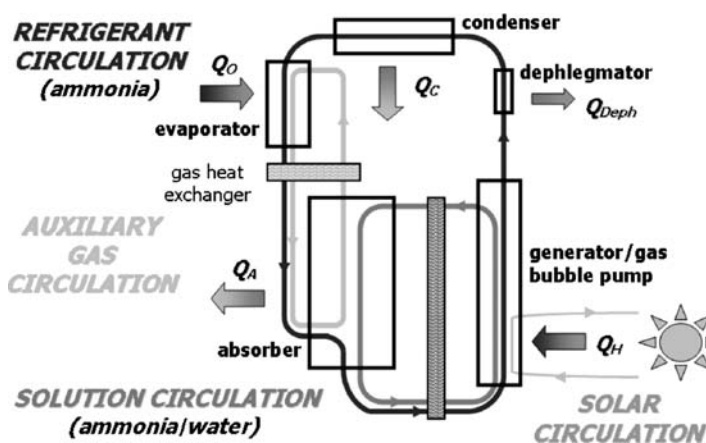 REFRIGERANT
CIRCULATION
(ammonia)
condenser
Q_O
Q_C
dephlegmator
Q_Deph
evaporator
gas heat
exchanger
AUXILIARY
GAS
CIRCULATION
Q_A
generator/gas
bubble pump
absorber
Q_H
SOLUTION CIRCULATION
(ammonia/water)
SOLAR
CIRCULATION